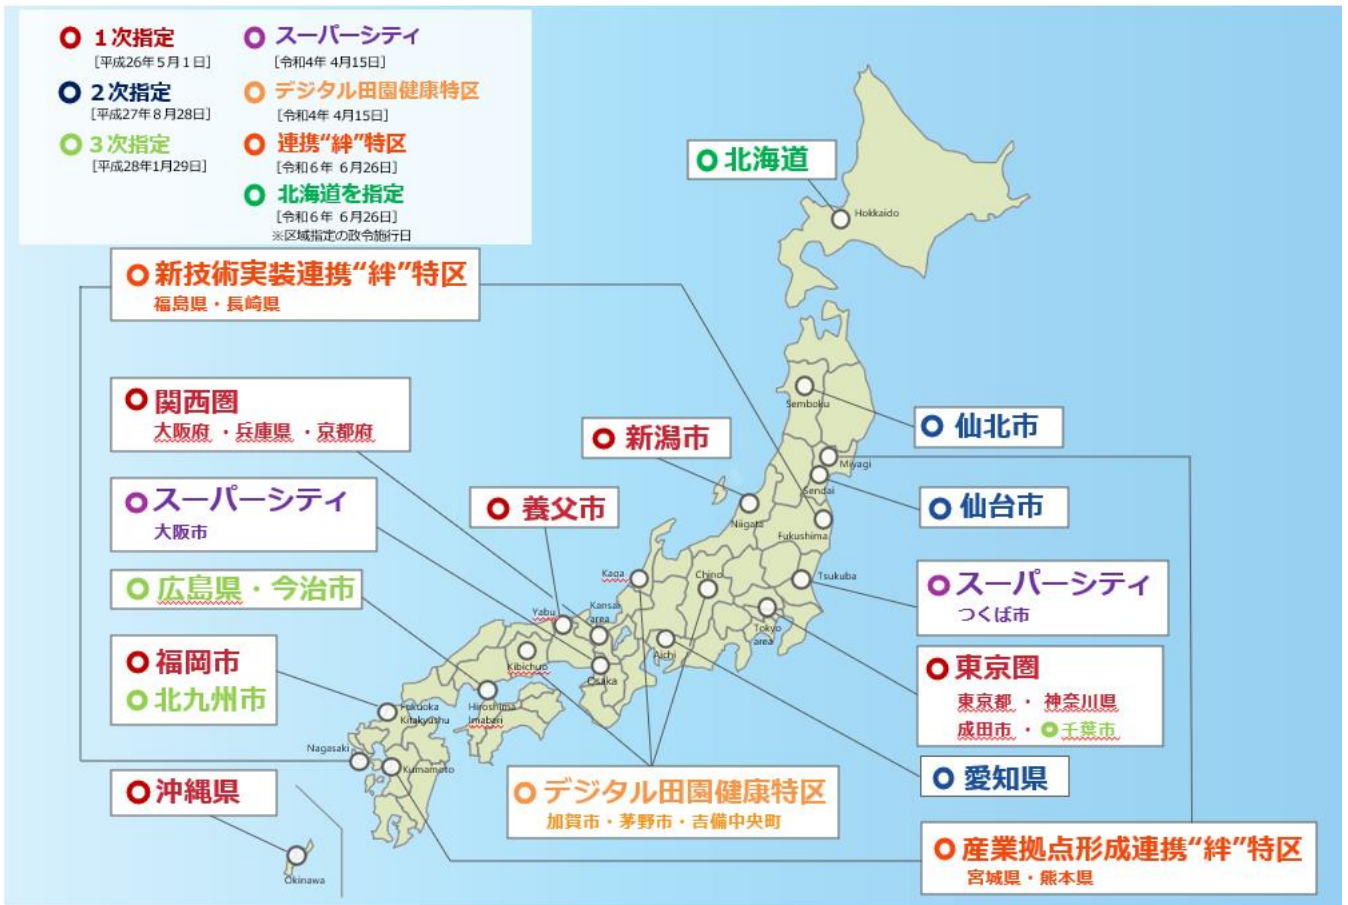 1次指定
[平成26年5月1日]
2次指定
[平成27年8月28日]
3次指定
[平成28年1月29日]
スーパーシティ
[令和4年 4月15日]
デジタル田園健康特区
[令和4年 4月15日]
連携“絆”特区
[令和6年 6月26日]
北海道を指定
[令和6年 6月26日]
※区域指定の政令施行日
北海道
Hokkaido
新技術実装連携“絆”特区
福島県・長崎県
関西圏
大阪府 ・兵庫県 ・京都府
スーパーシティ
大阪市
広島県・今治市
福岡市
北九州市
沖縄県
新潟市
養父市
仙北市
仙台市
スーパーシティ
つくば市
東京圏
東京都 ・ 神奈川県
成田市 ・ 千葉市
愛知県
デジタル田園健康特区
加賀市・茅野市・吉備中央町
産業拠点形成連携“絆”特区
宮城県・熊本県
Semboku
Miyagi
Sendai
Niigata
Fukushima
Kaga
Chino
Tsukuba
Yabu
Kansai
area
Tokyo
area
Aichi
Kibichuo
Osaka
Fukuoka
Kitakyushu
Hiroshima
Imabari
Nagasaki
Kumamoto
Okinawa